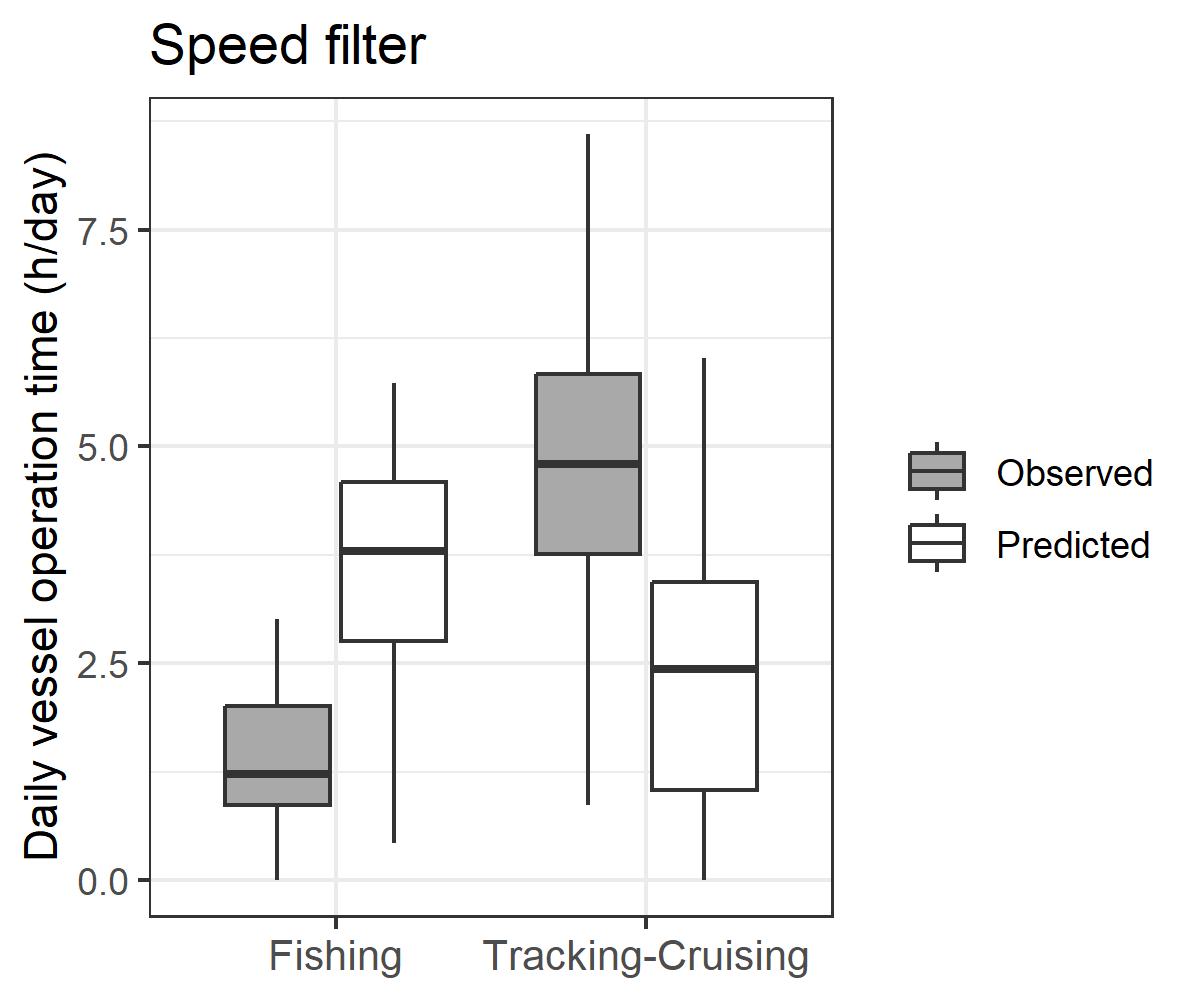 Speed filter
Daily vessel operation time (h/day)
7.5
5.0
2.5
0.0
Fishing
Tracking-Cruising
Observed
Predicted